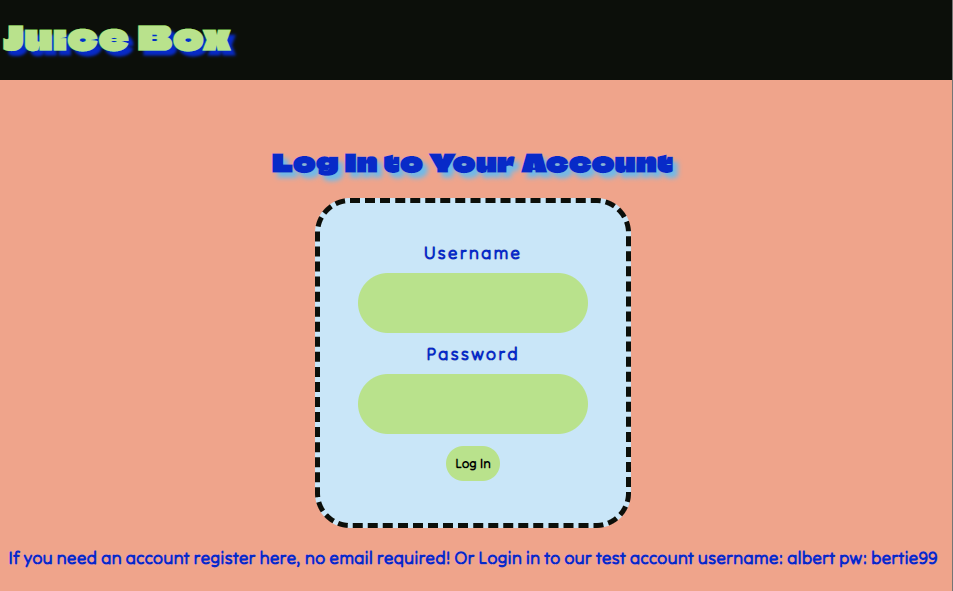 Juice Box
Log In to Your Account
Username
Password
Log In
If you need an account register here, no email required! Or Login in to our test account username: albert pw: bertie99